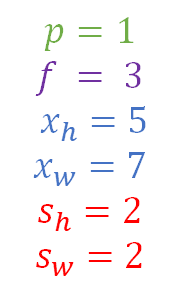 p = 1
f = 3
x_h = 5
x_w = 7
s_h = 2
s_w = 2